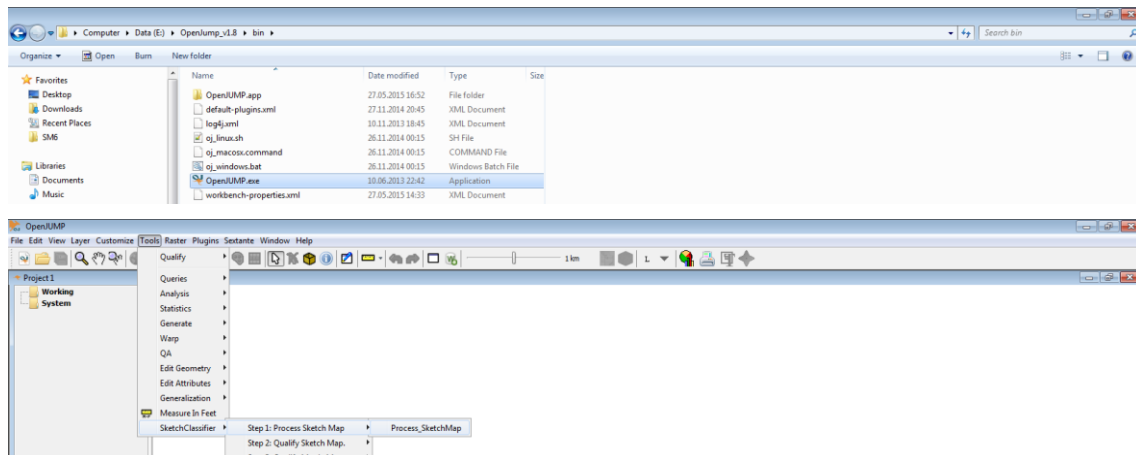 Computer ▸ Data (E:) ▸ OpenJump_v1.8 ▸ bin ▸ Search bin
Organize ▾ Open Burn New folder
Favorites
Desktop
Downloads
Recent Places
SM6
Libraries
Documents
Music
Name Date modified Type Size
OpenJUMP.app 27.05.2015 16:52 File folder
default-plugins.xml 27.11.2014 20:45 XML Document
log4j.xml 10.11.2013 18:45 XML Document
oj_linux.sh 26.11.2014 00:15 SH File
oj_macosx.command 26.11.2014 00:15 COMMAND File
oj_windows.bat 26.11.2014 00:15 Windows Batch File
OpenJUMP.exe 10.06.2013 22:42 Application
workbench-properties.xml 27.05.2015 14:33 XML Document
OpenJUMP
File Edit View Layer Customize Tools Raster Plugins Sextante Window Help
1 km L
Project 1
Working
System
Qualify
Queries
Analysis
Statistics
Generate
Warp
QA
Edit Geometry
Edit Attributes
Generalization
Measure In Feet
SketchClassifier Step 1: Process Sketch Map Process_SketchMap
Step 2: Qualify Sketch Map.